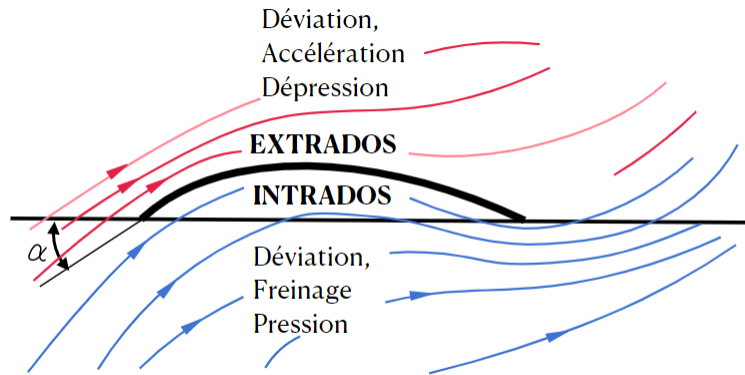 Déviation,
Accélération
Dépression
EXTRADOS
INTRADOS
α
Déviation,
Freinage
Pression